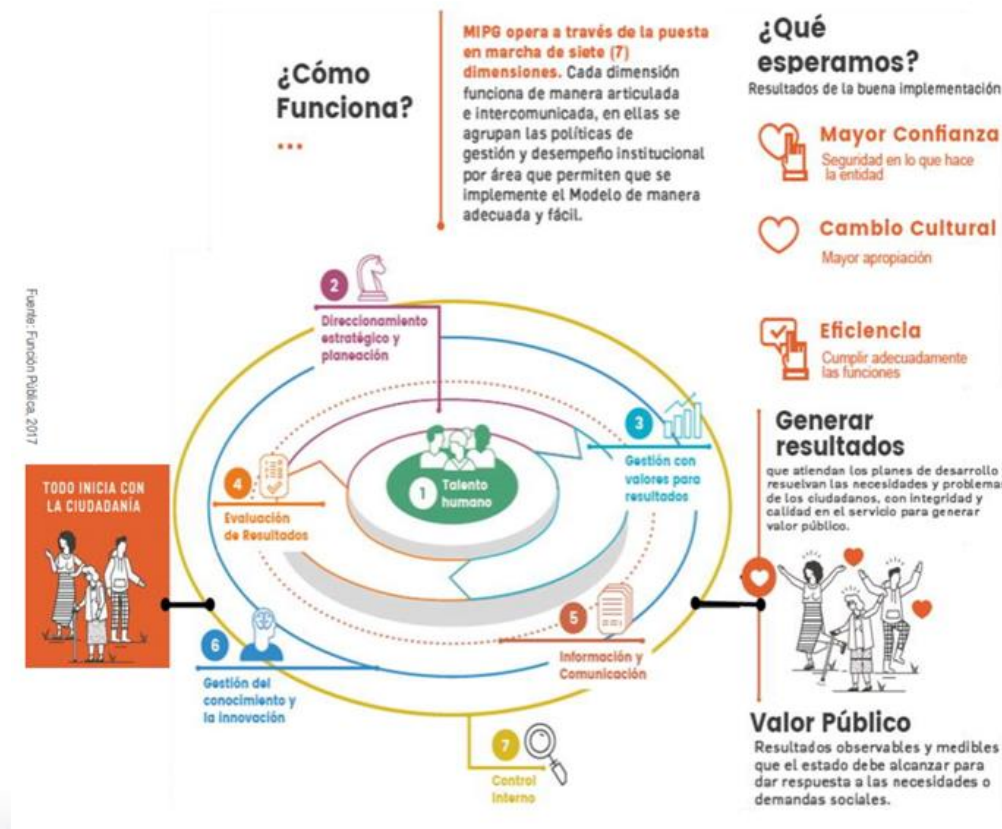 ¿Cómo
Funciona?
...
MIPG opera a través de la puesta
en marcha de siete (7)
dimensiones. Cada dimensión
funciona de manera articulada
e intercomunicada, en ellas se
agrupan las políticas de
gestión y desempeño institucional
por área que permiten que se
implemente el Modelo de manera
adecuada y fácil.
¿Qué
esperamos?
Resultados de la buena implementación
Mayor Confianza
Seguridad en lo que hace
la entidad
Cambio Cultural
Mayor apropiación
Eficiencia
Cumplir adecuadamente
las funciones
Fuente: Función Pública, 2017
TODO INICIA CON
LA CIUDADANÍA
1
Talento
humano
2
Direccionamiento
estratégico y
planeación
3
Gestión con
valores para
resultados
4
Evaluación
de Resultados
5
Información y
Comunicación
6
Gestión del
conocimiento y
la innovación
7
Control
Interno
Generar
resultados
que atiendan los planes de desarrollo
resuelvan las necesidades y problema
de los ciudadanos, con integridad y
calidad en el servicio para generar
valor público.
Valor Público
Resultados observables y medibles
que el estado debe alcanzar para
dar respuesta a las necesidades o
demandas sociales.